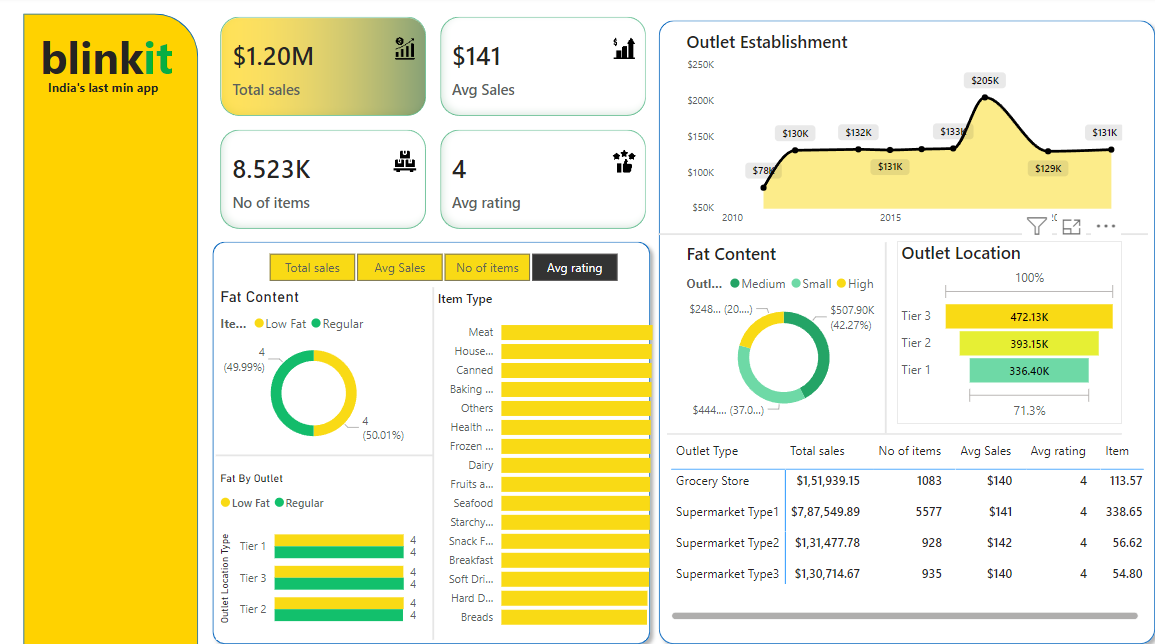 blinkit
India's last min app
$1.20M
Total sales
$141
Avg Sales
8.523K
No of items
4
Avg rating
Total sales
Avg Sales
No of items
Avg rating
Fat Content
Ite...
Low Fat
Regular
4
(49.99%)
4
(50.01%)
Fat By Outlet
Low Fat
Regular
Outlet Location Type
Tier 1
4
4
Tier 3
4
4
Tier 2
4
4
Item Type
Meat
House...
Canned
Baking ...
Others
Health ...
Frozen ...
Dairy
Fruits a...
Seafood
Starchy...
Snack F...
Breakfast
Soft Dri...
Hard D...
Breads
Outlet Establishment
$250K
$200K
$150K
$100K
$50K
$78K
$130K
$132K
$131K
$133K
$205K
$129K
$131K
2010
2015
Fat Content
Outl...
Medium
Small
High
$248... (20....)
$507.90K
(42.27%)
$444.... (37.0...)
Outlet Location
100%
Tier 3
472.13K
Tier 2
393.15K
Tier 1
336.40K
71.3%
Outlet Type Total sales No of items Avg Sales Avg rating Item
Grocery Store $1,51,939.15 1083 $140 4 113.57
Supermarket Type1 $7,87,549.89 5577 $141 4 338.65
Supermarket Type2 $1,31,477.78 928 $142 4 56.62
Supermarket Type3 $1,30,714.67 935 $140 4 54.80